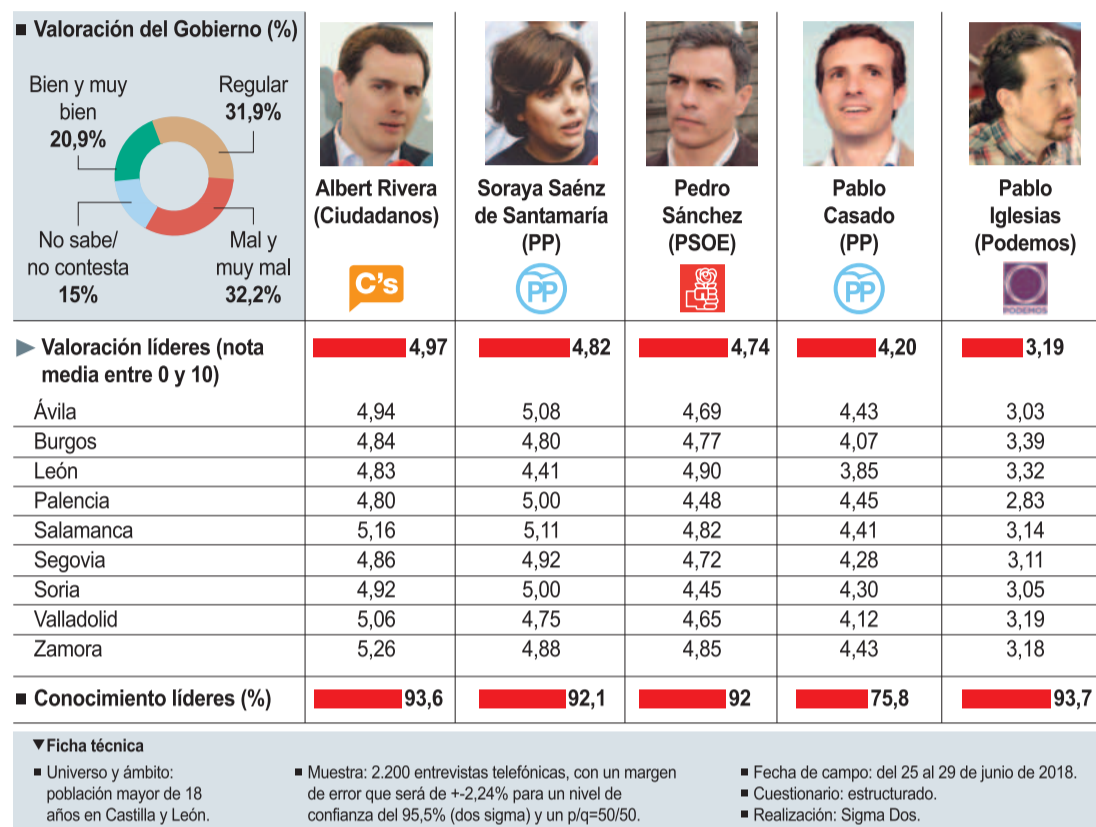 ■ Valoración del Gobierno (%)
Bien y muy
bien
20,9%
Regular
31,9%
No sabe/
no contesta
15%
Mal y
muy mal
32,2%
Albert Rivera
(Ciudadanos)
C's
Soraya Saénz
de Santamaría
(PP)
PP
Pedro
Sánchez
(PSOE)
Pablo
Casado
(PP)
PP
Pablo
Iglesias
(Podemos)
PODEMOS
▶ Valoración líderes (nota
media entre 0 y 10)
4,97 4,82 4,74 4,20 3,19
Ávila 4,94 5,08 4,69 4,43 3,03
Burgos 4,84 4,80 4,77 4,07 3,39
León 4,83 4,41 4,90 3,85 3,32
Palencia 4,80 5,00 4,48 4,45 2,83
Salamanca 5,16 5,11 4,82 4,41 3,14
Segovia 4,86 4,92 4,72 4,28 3,11
Soria 4,92 5,00 4,45 4,30 3,05
Valladolid 5,06 4,75 4,65 4,12 3,19
Zamora 5,26 4,88 4,85 4,43 3,18
■ Conocimiento líderes (%) 93,6 92,1 92 75,8 93,7
▼Ficha técnica
■ Universo y ámbito:
población mayor de 18
años en Castilla y León.
■ Muestra: 2.200 entrevistas telefónicas, con un margen
de error que será de +-2,24% para un nivel de
confianza del 95,5% (dos sigma) y un p/q=50/50.
■ Fecha de campo: del 25 al 29 de junio de 2018.
■ Cuestionario: estructurado.
■ Realización: Sigma Dos.